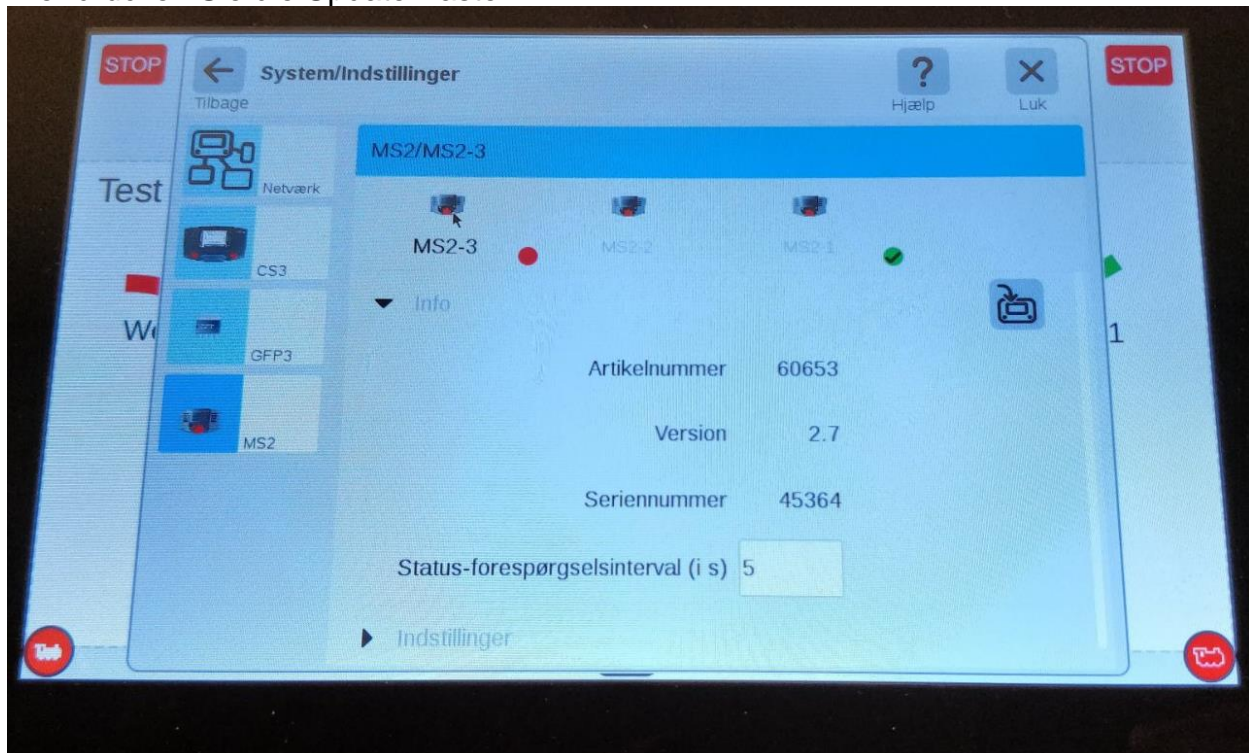 STOP
System/Indstillinger
Tilbage
Hjælp
Luk
STOP
Netværk
CS3
GFP3
MS2
MS2/MS2-3
MS2-3
MS2-2
MS2-1
Info
Artikelnummer 60653
Version 2.7
Seriennummer 45364
Status-forespørgselsinterval (i s) 5
Indstillinger
Test
1